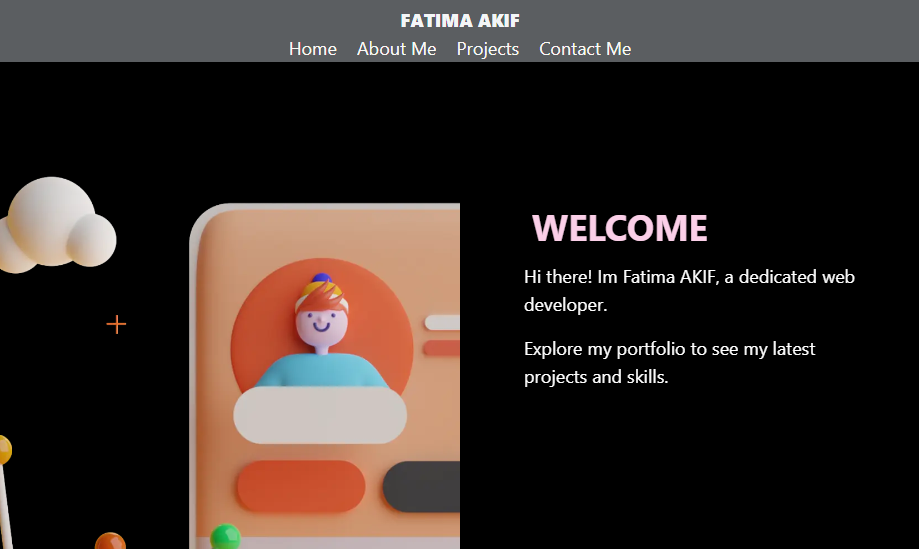 FATIMA AKIF
Home About Me Projects Contact Me
WELCOME
Hi there! Im Fatima AKIF, a dedicated web
developer.
Explore my portfolio to see my latest
projects and skills.